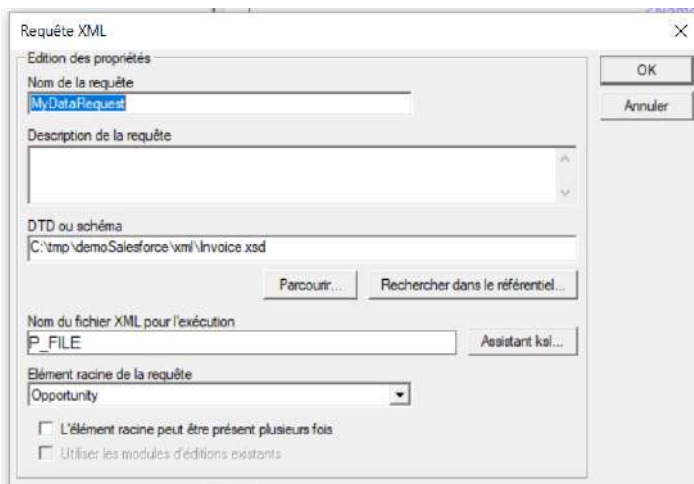 Requête XML
Edition des propriétés
OK
Nom de la requête
MyDataRequest
Annuler
Description de la requête
DTD ou schéma
C:\tmp\demoSalesforce\xml\Invoice.xsd
Parcourir...
Rechercher dans le référentiel...
Nom du fichier XML pour l'exécution
P_FILE
Assistant ksl...
Elément racine de la requête
Opportunity
L'élément racine peut être présent plusieurs fois
Utiliser les modules d'éditions existants